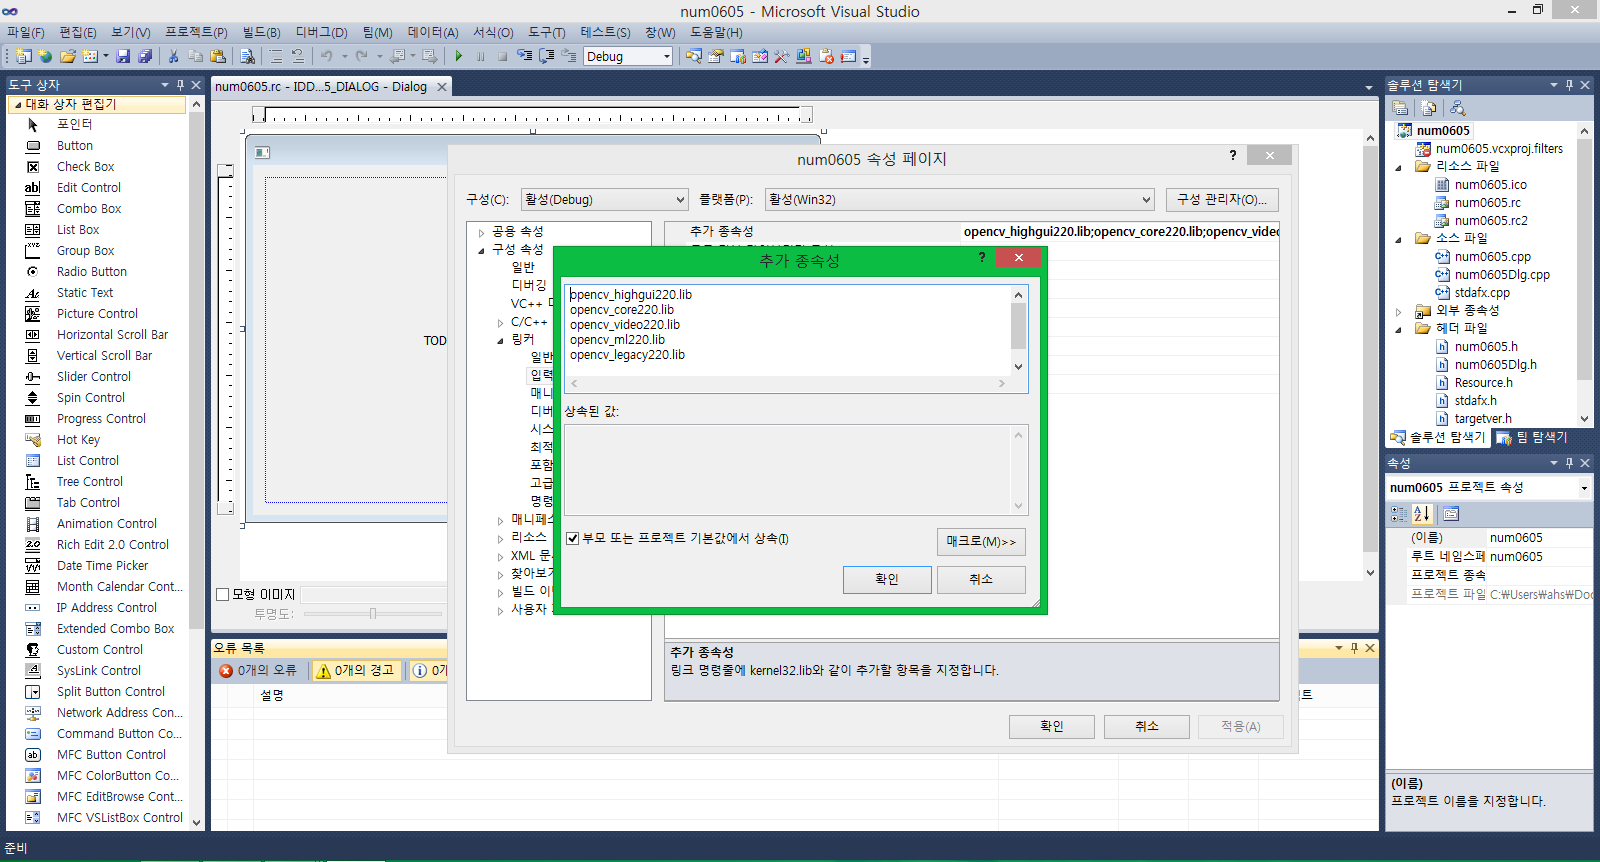 num0605 - Microsoft Visual Studio
파일(F) 편집(E) 보기(V) 프로젝트(P) 빌드(B) 디버그(D) 팀(M) 데이터(A) 서식(O) 도구(T) 테스트(S) 창(W) 도움말(H)
Debug
도구 상자
대화 상자 편집기
포인터
Button
Check Box
Edit Control
Combo Box
List Box
Group Box
Radio Button
Static Text
Picture Control
Horizontal Scroll Bar
Vertical Scroll Bar
Slider Control
Spin Control
Progress Control
Hot Key
List Control
Tree Control
Tab Control
Animation Control
Rich Edit 2.0 Control
Date Time Picker
Month Calendar Cont...
IP Address Control
Extended Combo Box
Custom Control
SysLink Control
Split Button Control
Network Address Con...
Command Button Co...
MFC Button Control
MFC ColorButton Co...
MFC EditBrowse Cont...
MFC VSListBox Control
num0605.rc - IDD...5_DIALOG - Dialog
TOD
모형 이미지
투명도:
오류 목록
0개의 오류
0개의 경고
설명
num0605 속성 페이지
구성(C): 활성(Debug) 플랫폼(P): 활성(Win32) 구성 관리자(O)...
공용 속성
구성 속성
일반
디버깅
VC++
C/C++
링커
일반
입력
매니
디버
시스
최적
포함
고급
명령
매니페스
리소스
XML 문
찾아보기
빌드 이
사용자
추가 종속성 opencv_highgui220.lib;opencv_core220.lib;opencv_video
추가 종속성
링크 명령줄에 kernel32.lib와 같이 추가할 항목을 지정합니다.
확인 취소 적용(A)
추가 종속성
opencv_highgui220.lib
opencv_core220.lib
opencv_video220.lib
opencv_ml220.lib
opencv_legacy220.lib
상속된 값:
부모 또는 프로젝트 기본값에서 상속(I)
매크로(M)>>
확인 취소
솔루션 탐색기
num0605
num0605.vcxproj.filters
리소스 파일
num0605.ico
num0605.rc
num0605.rc2
소스 파일
num0605.cpp
num0605Dlg.cpp
stdafx.cpp
외부 종속성
헤더 파일
num0605.h
num0605Dlg.h
Resource.h
stdafx.h
targetver.h
솔루션 탐색기 팀 탐색기
속성
num0605 프로젝트 속성
(이름) num0605
루트 네임스페 num0605
프로젝트 종속
프로젝트 파일 C:₩Users₩ahs₩Doc
(이름)
프로젝트 이름을 지정합니다.
준비